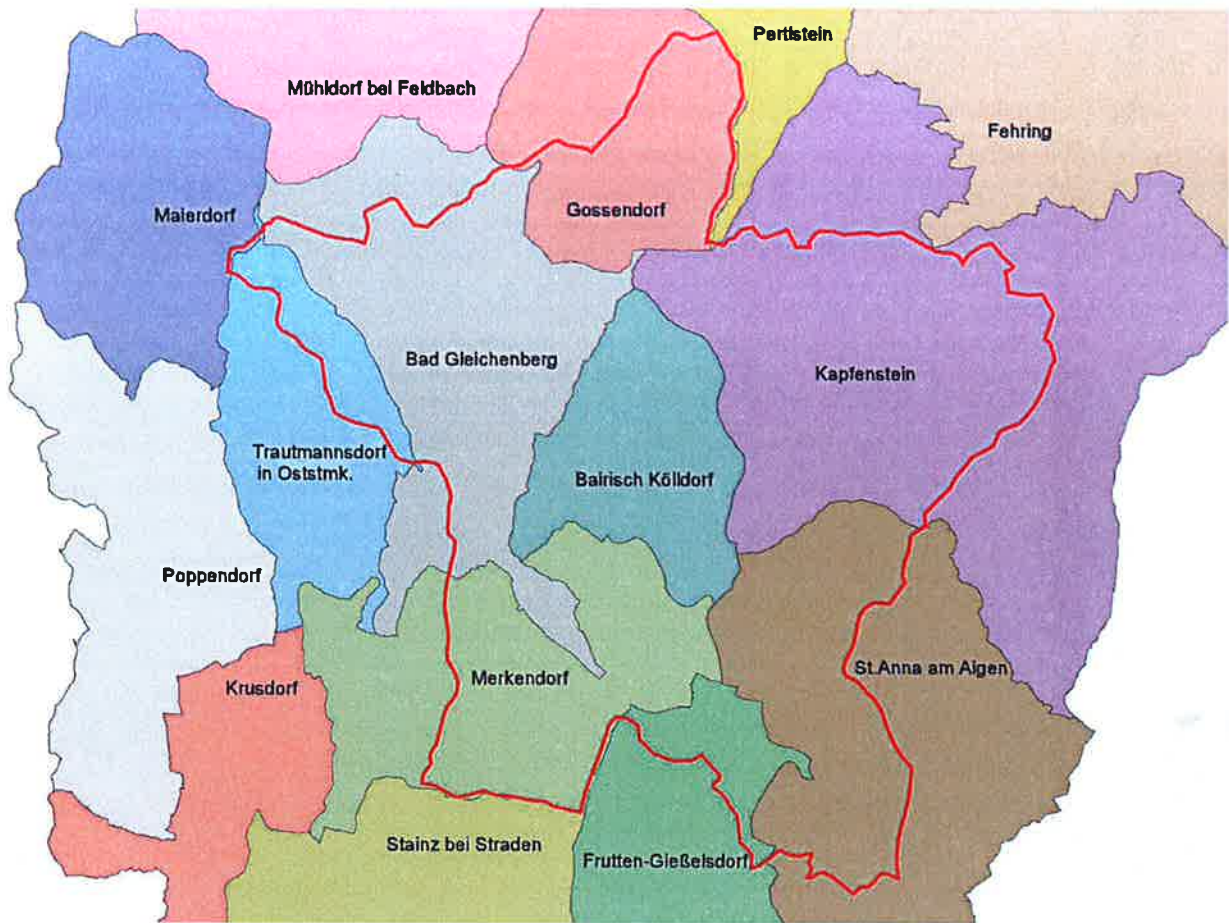 Pertlstein
Mühldorf bei Feldbach
Fehring
Maierdorf
Gossendorf
Bad Gleichenberg
Kapfenstein
Trautmannsdorf
in Oststmk.
Bairisch Kölldorf
Poppendorf
St.Anna am Aigen
Krusdorf
Merkendorf
Stainz bei Straden
Frutten-Gießelsdorf